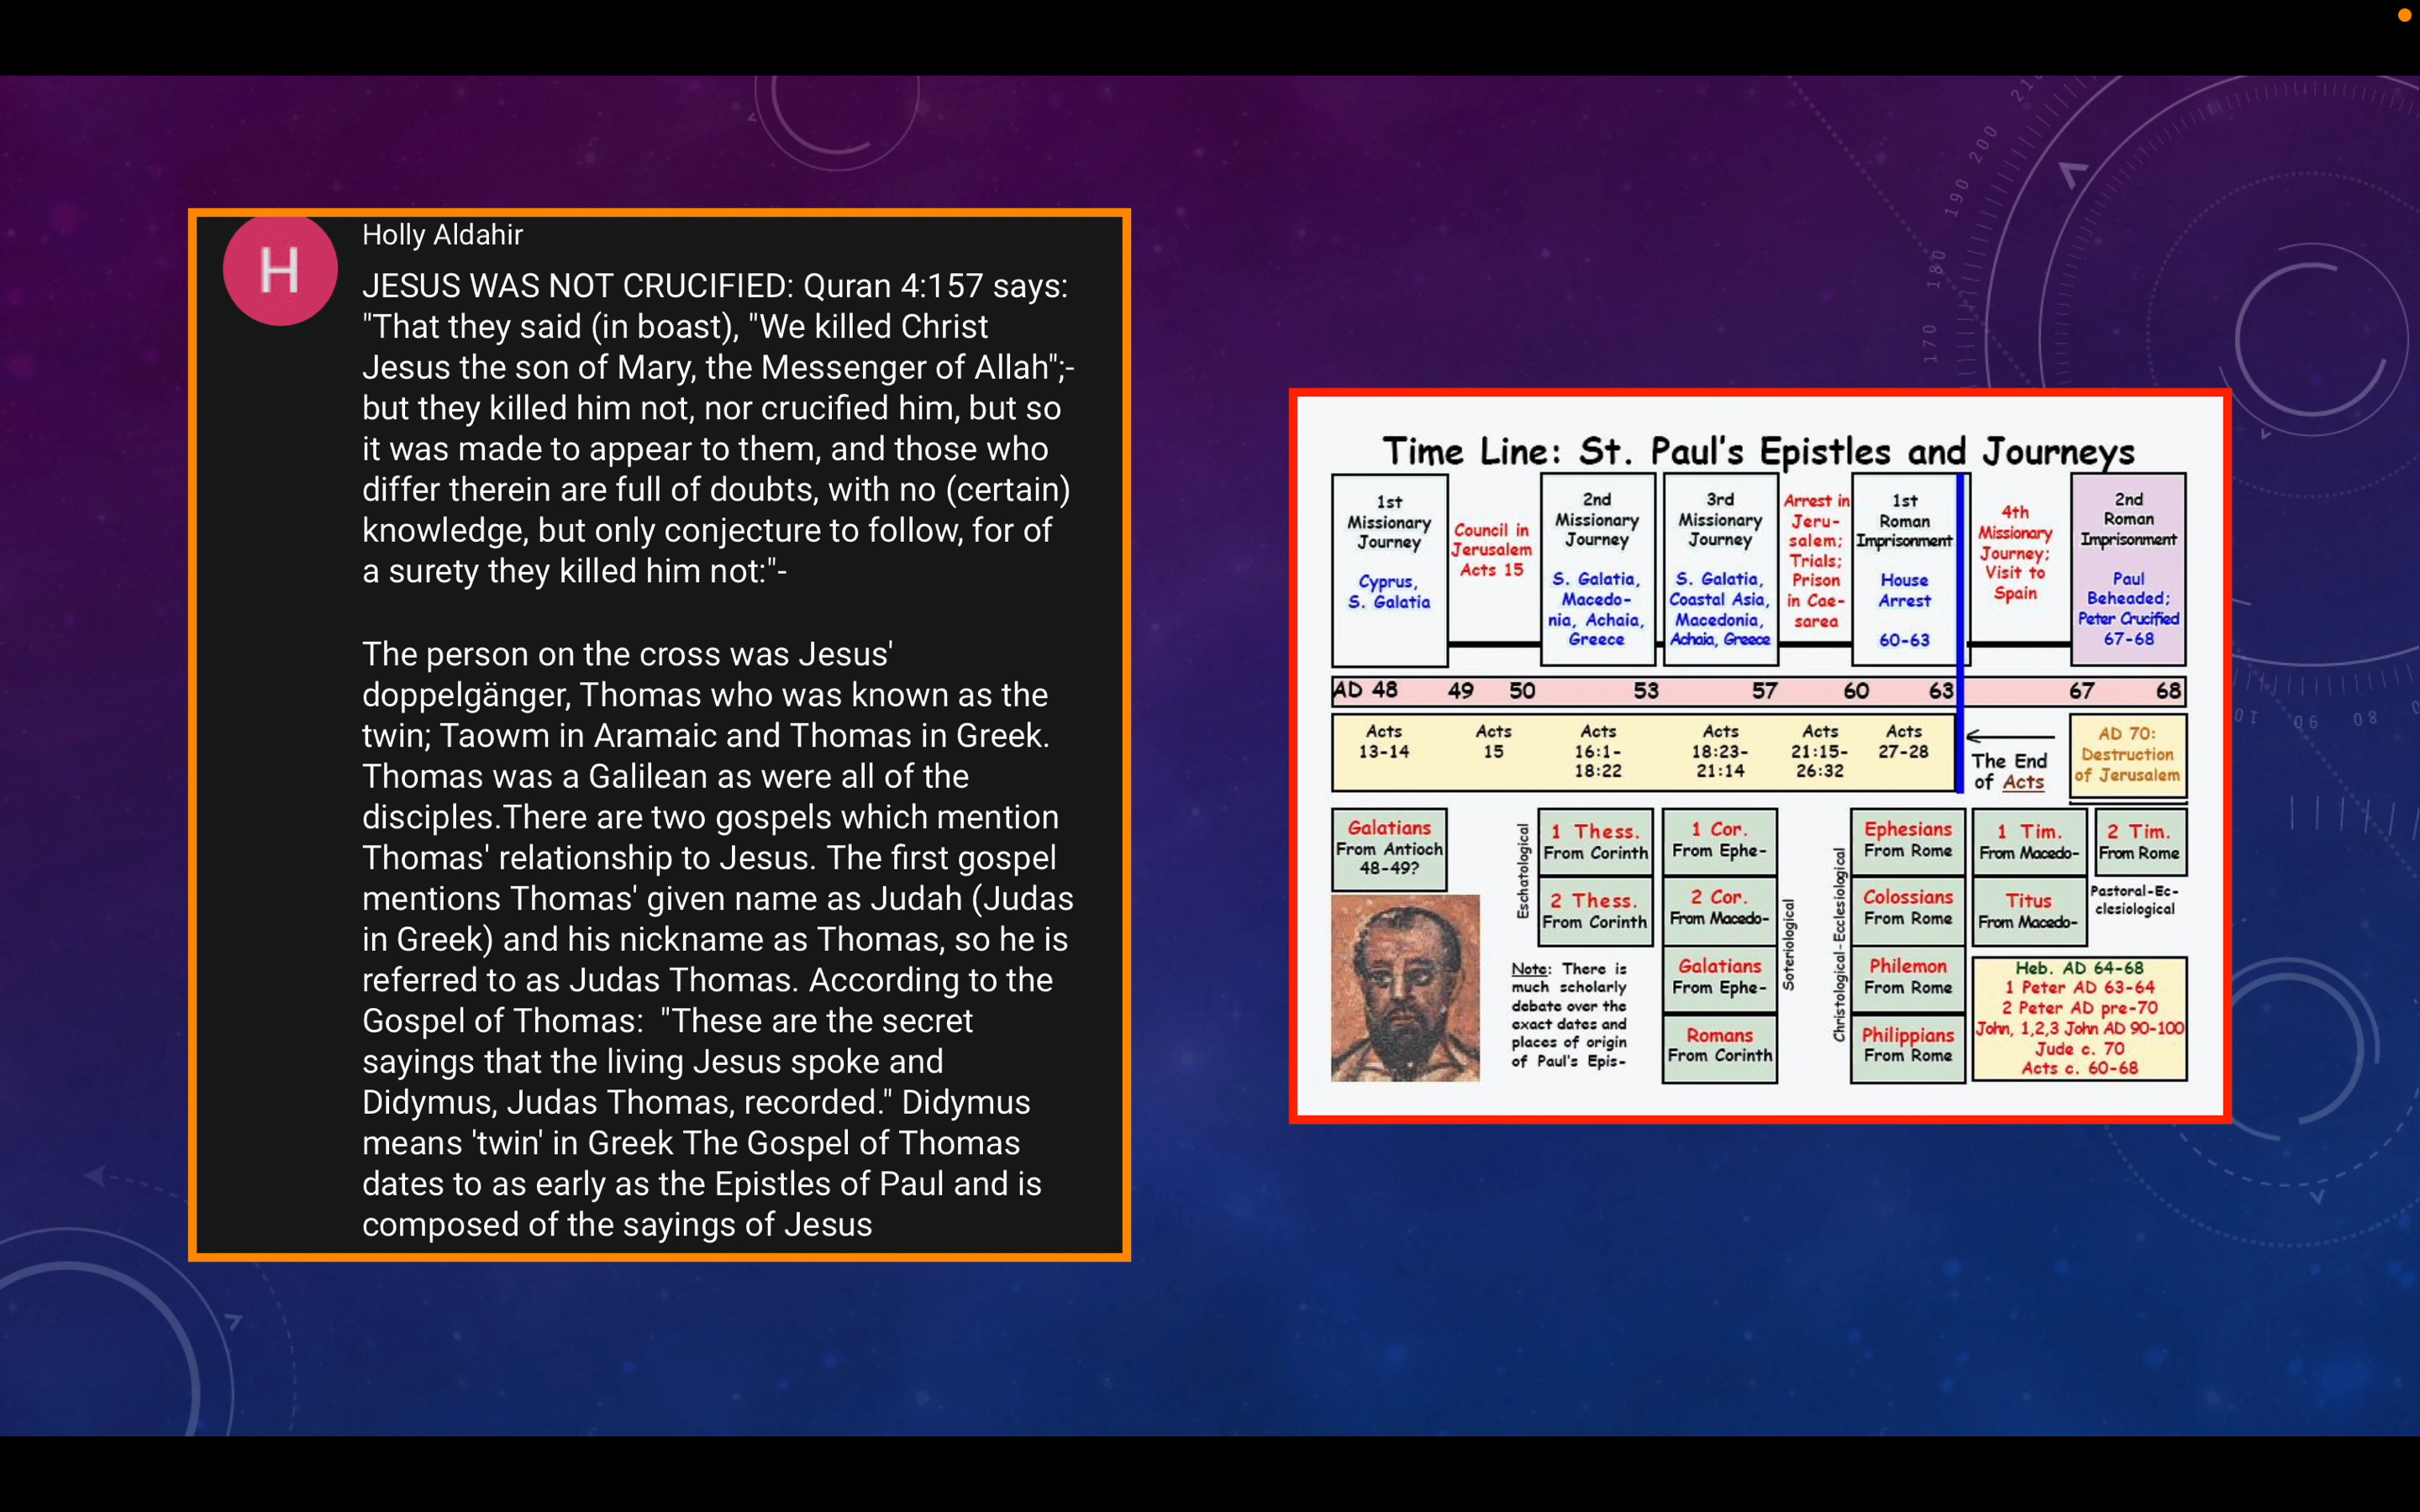 H
Holly Aldahir
JESUS WAS NOT CRUCIFIED: Quran 4:157 says:
"That they said (in boast), "We killed Christ
Jesus the son of Mary, the Messenger of Allah";-
but they killed him not, nor crucified him, but so
it was made to appear to them, and those who
differ therein are full of doubts, with no (certain)
knowledge, but only conjecture to follow, for of
a surety they killed him not:"-
The person on the cross was Jesus'
doppelgänger, Thomas who was known as the
twin; Taowm in Aramaic and Thomas in Greek.
Thomas was a Galilean as were all of the
disciples.There are two gospels which mention
Thomas' relationship to Jesus. The first gospel
mentions Thomas' given name as Judah (Judas
in Greek) and his nickname as Thomas, so he is
referred to as Judas Thomas. According to the
Gospel of Thomas:  "These are the secret
sayings that the living Jesus spoke and
Didymus, Judas Thomas, recorded." Didymus
means 'twin' in Greek The Gospel of Thomas
dates to as early as the Epistles of Paul and is
composed of the sayings of Jesus
Time Line: St. Paul's Epistles and Journeys
1st
Missionary
Journey
Cyprus,
S. Galatia
Council in
Jerusalem
Acts 15
2nd
Missionary
Journey
S. Galatia,
Macedo-
nia, Achaia,
Greece
3rd
Missionary
Journey
S. Galatia,
Coastal Asia,
Macedonia,
Achaia, Greece
Arrest in
Jeru-
salem;
Trials;
Prison
in Cae-
sarea
1st
Roman
Imprisonment
House
Arrest
60-63
4th
Missionary
Journey;
Visit to
Spain
2nd
Roman
Imprisonment
Paul
Beheaded;
Peter Crucified
67-68
AD 48 49 50 53 57 60 63 67 68
Acts
13-14
Acts
15
Acts
16:1-
18:22
Acts
18:23-
21:14
Acts
21:15-
26:32
Acts
27-28
The End
of Acts
AD 70:
Destruction
of Jerusalem
Galatians
From Antioch
48-49?
Eschatological
1 Thess.
From Corinth
2 Thess.
From Corinth
Note: There is
much scholarly
debate over the
exact dates and
places of origin
of Paul's Epis-
1 Cor.
From Ephe-
2 Cor.
From Macedo-
Galatians
From Ephe-
Romans
From Corinth
Soteriological
Christological-Ecclesiological
Ephesians
From Rome
Colossians
From Rome
Philemon
From Rome
Philippians
From Rome
1 Tim.
From Macedo-
Titus
From Macedo-
2 Tim.
From Rome
Pastoral-Ec-
clesiological
Heb. AD 64-68
1 Peter AD 63-64
2 Peter AD pre-70
John, 1,2,3 John AD 90-100
Jude c. 70
Acts c. 60-68
170
180
190
200